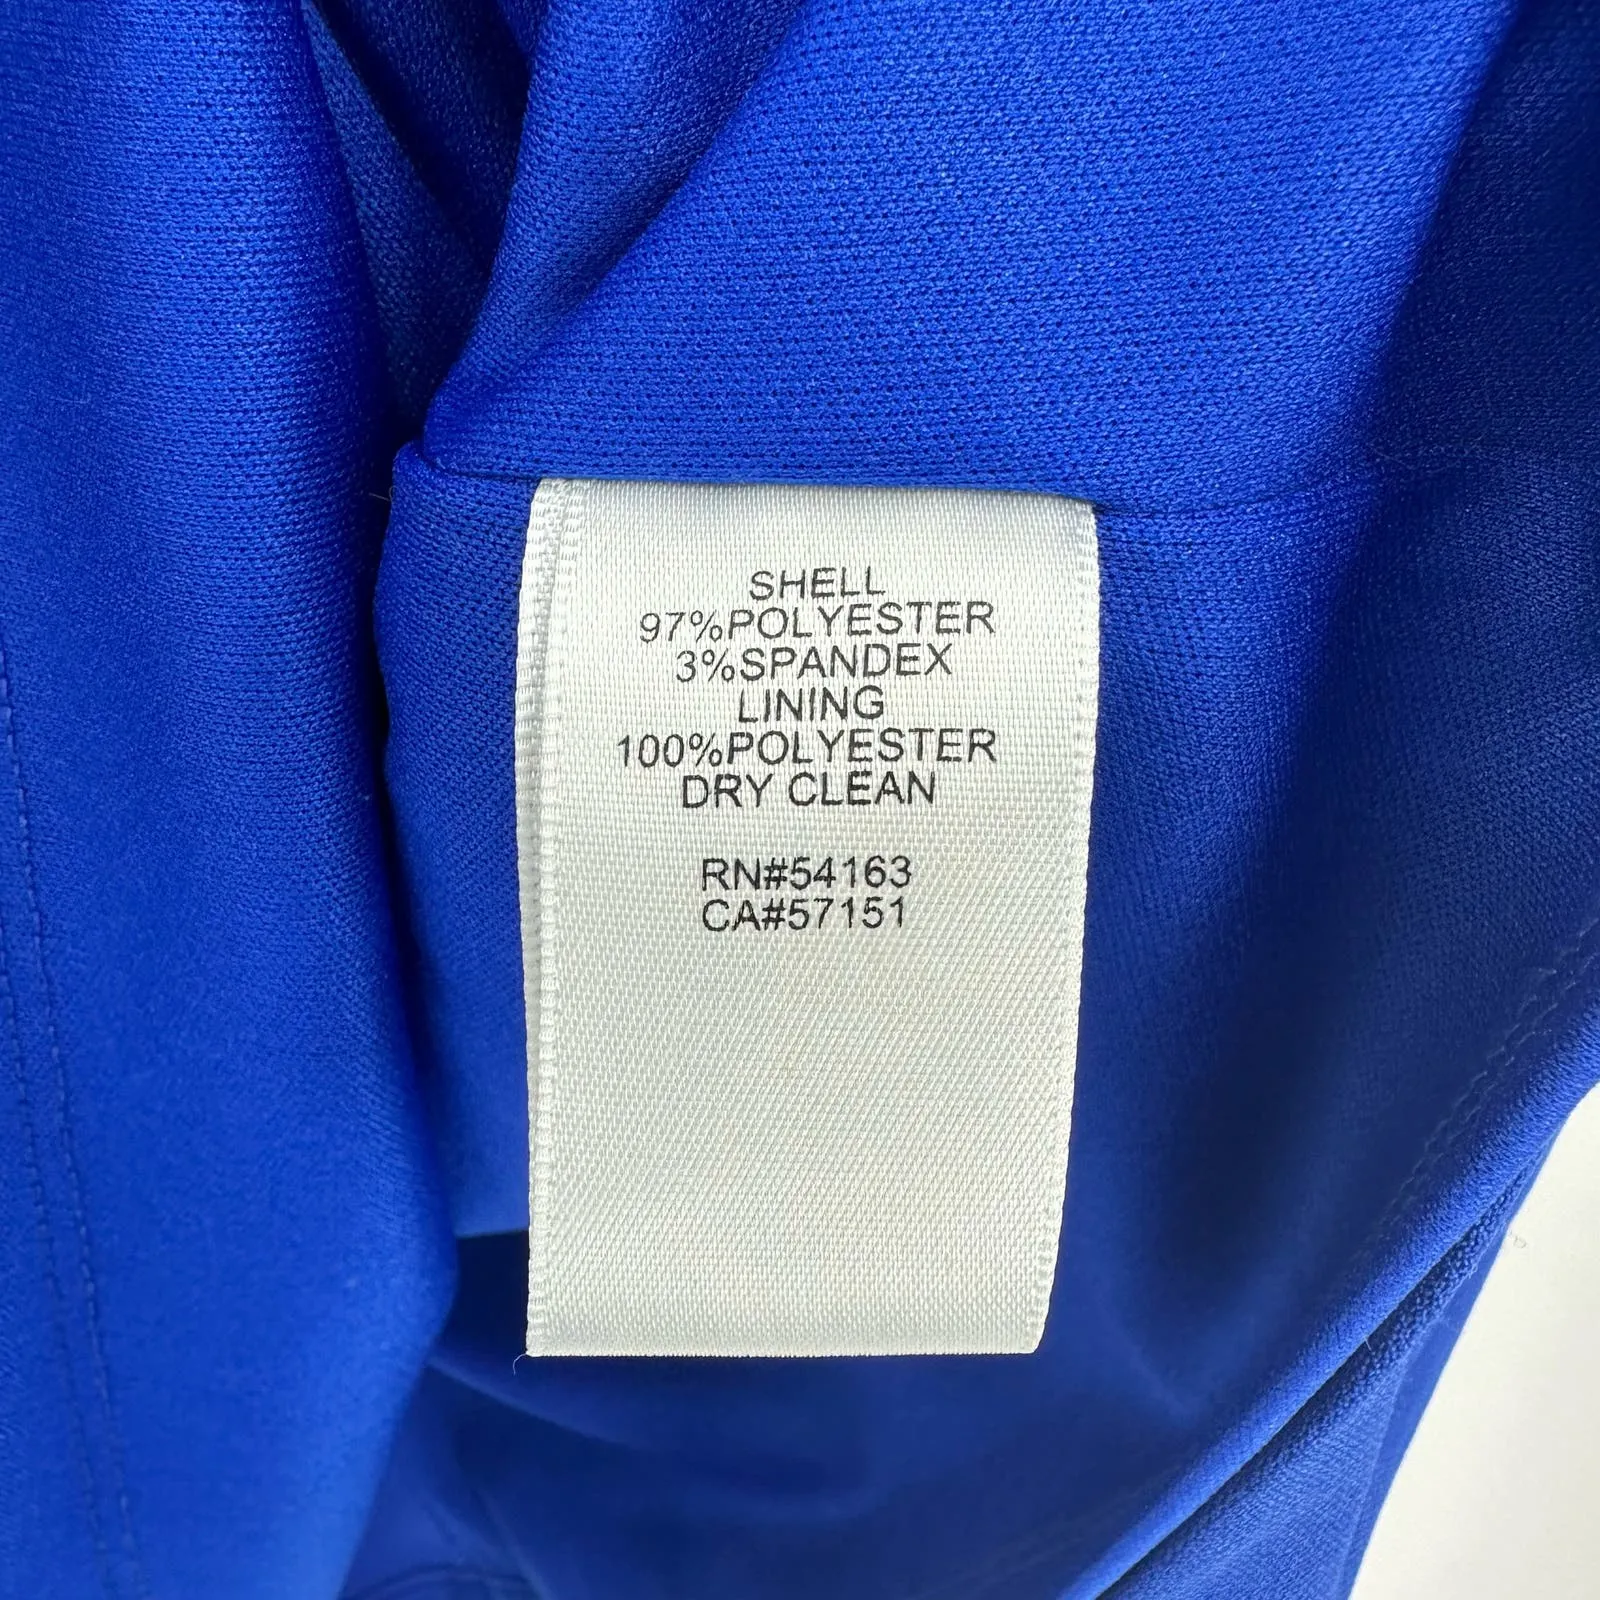 SHELL
97%POLYESTER
3%SPANDEX
LINING
100%POLYESTER
DRY CLEAN
RN#54163
CA#57151